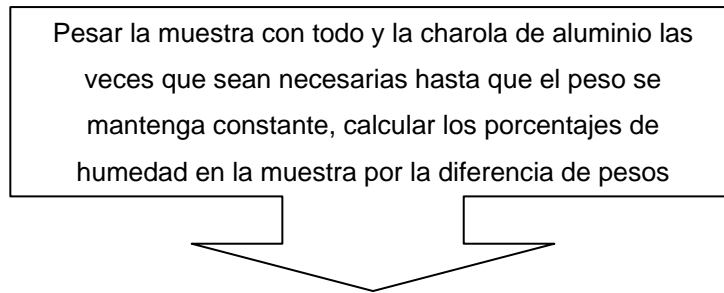 Pesar la muestra con todo y la charola de aluminio las
veces que sean necesarias hasta que el peso se
mantenga constante, calcular los porcentajes de
humedad en la muestra por la diferencia de pesos